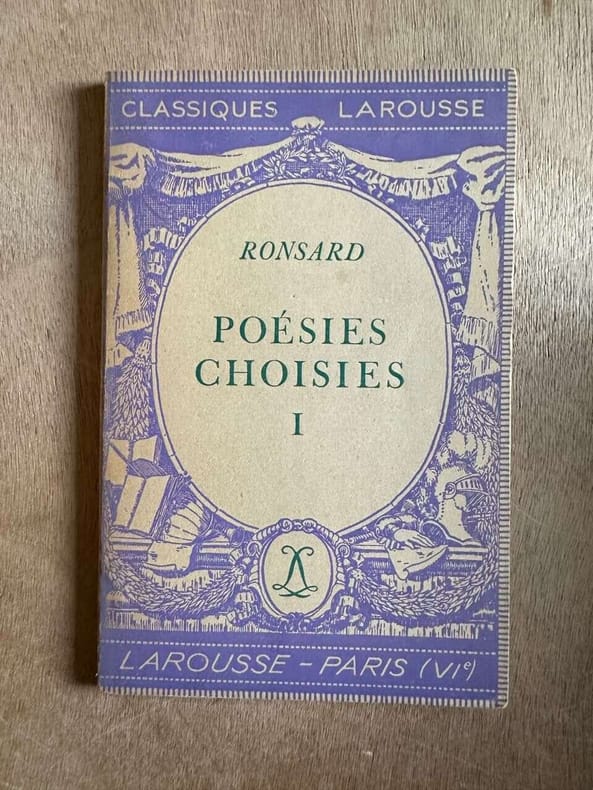 CLASSIQUES LAROUSSE
RONSARD
POÉSIES
CHOISIES
I
LAROUSSE – PARIS (VIᵉ)